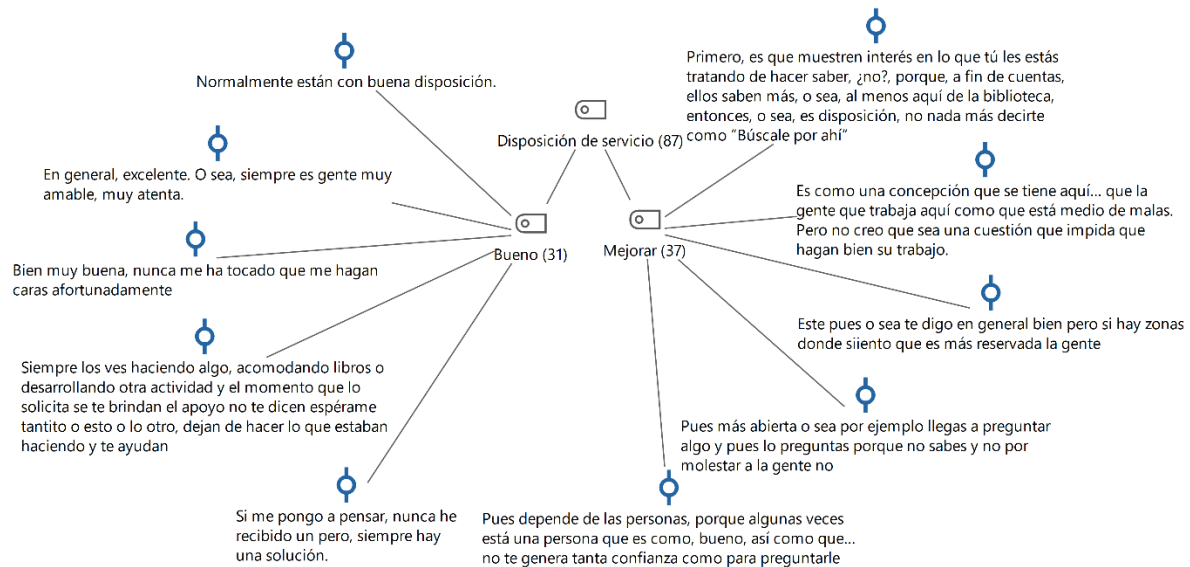 Normalmente están con buena disposición.
En general, excelente. O sea, siempre es gente muy
amable, muy atenta.
Bien muy buena, nunca me ha tocado que me hagan
caras afortunadamente
Siempre los ves haciendo algo, acomodando libros o
desarrollando otra actividad y el momento que lo
solicita se te brindan el apoyo no te dicen espérame
tantito o esto o lo otro, dejan de hacer lo que estaban
haciendo y te ayudan
Si me pongo a pensar, nunca he
recibido un pero, siempre hay
una solución.
Disposición de servicio (87)
Bueno (31)
Mejorar (37)
Primero, es que muestren interés en lo que tú les estás
tratando de hacer saber, ¿no?, porque, a fin de cuentas,
ellos saben más, o sea, al menos aquí de la biblioteca,
entonces, o sea, es disposición, no nada más decirte
como “Búscale por ahí”
Es como una concepción que se tiene aquí... que la
gente que trabaja aquí como que está medio de malas.
Pero no creo que sea una cuestión que impida que
hagan bien su trabajo.
Este pues o sea te digo en general bien pero si hay zonas
donde siiento que es más reservada la gente
Pues más abierta o sea por ejemplo llegas a preguntar
algo y pues lo preguntas porque no sabes y no por
molestar a la gente no
Pues depende de las personas, porque algunas veces
está una persona que es como, bueno, así como que...
no te genera tanta confianza como para preguntarle